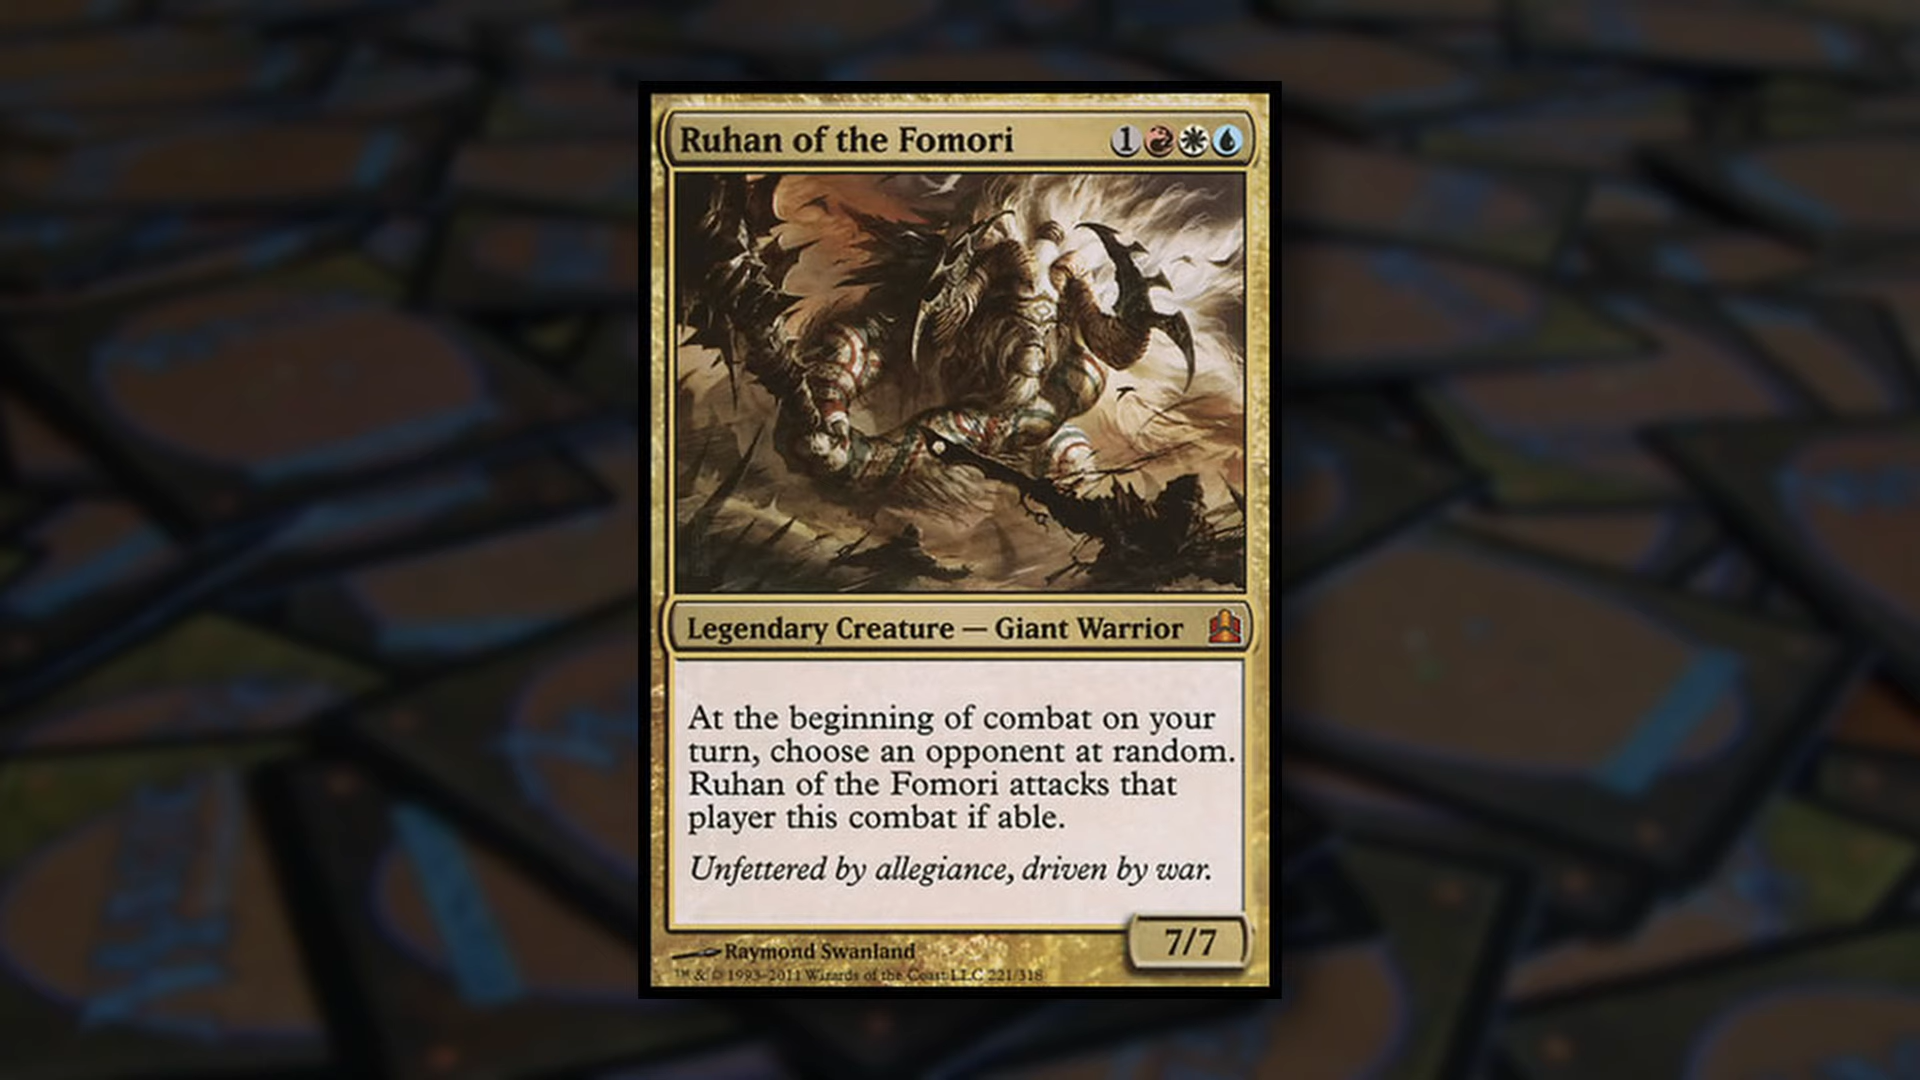 Ruhan of the Fomori 1
Legendary Creature — Giant Warrior
At the beginning of combat on your
turn, choose an opponent at random.
Ruhan of the Fomori attacks that
player this combat if able.
Unfettered by allegiance, driven by war.
7/7
Raymond Swanland
™ & © 1993–2011 Wizards of the Coast LLC 221/318